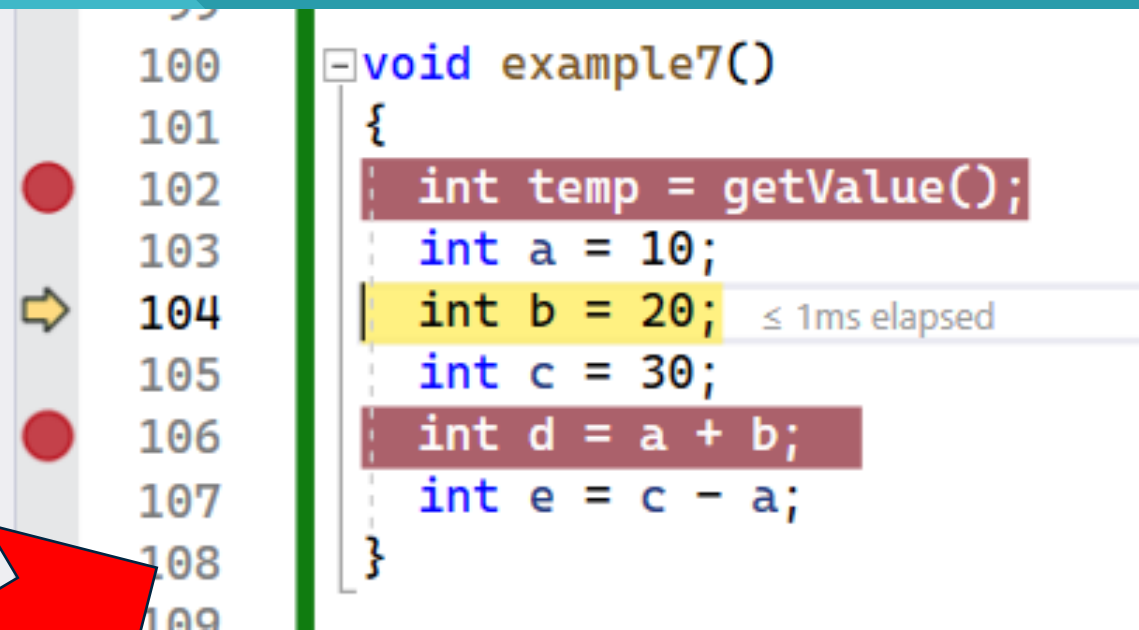 100 void example7()
101 {
102 int temp = getValue();
103 int a = 10;
104 int b = 20; ≤ 1ms elapsed
105 int c = 30;
106 int d = a + b;
107 int e = c - a;
108 }
109